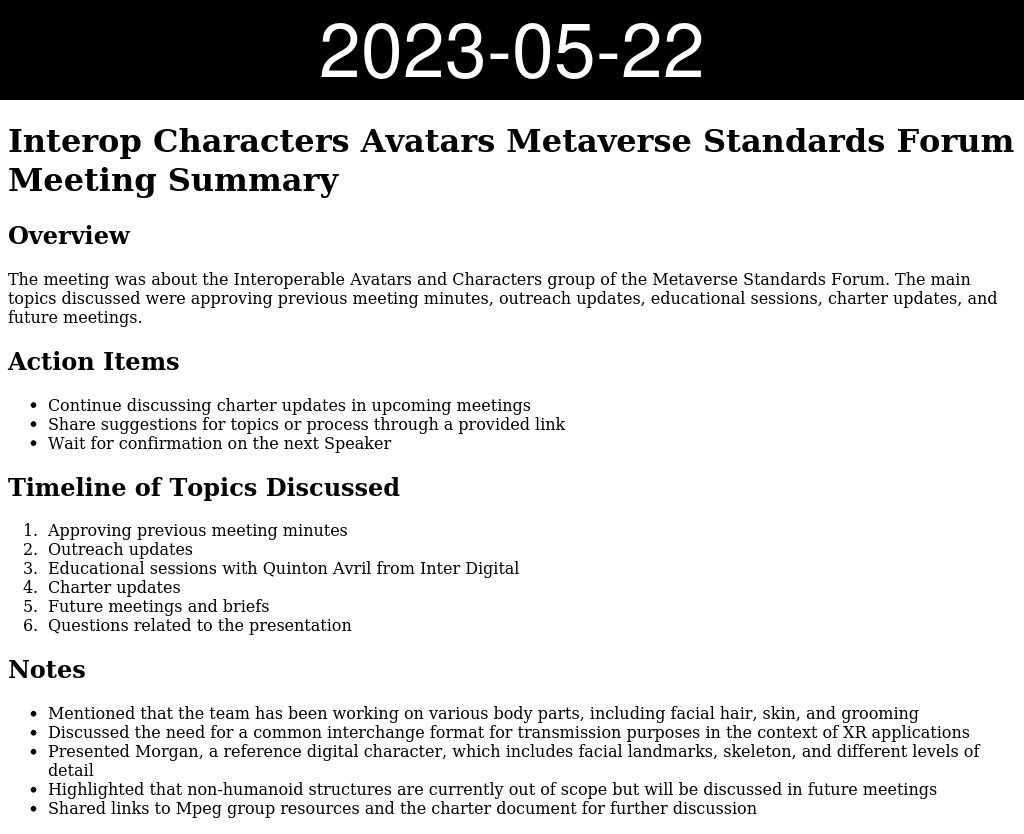 2023-05-22
Interop Characters Avatars Metaverse Standards Forum
Meeting Summary
Overview
The meeting was about the Interoperable Avatars and Characters group of the Metaverse Standards Forum. The main
topics discussed were approving previous meeting minutes, outreach updates, educational sessions, charter updates, and
future meetings.
Action Items
• Continue discussing charter updates in upcoming meetings
• Share suggestions for topics or process through a provided link
• Wait for confirmation on the next Speaker
Timeline of Topics Discussed
1. Approving previous meeting minutes
2. Outreach updates
3. Educational sessions with Quinton Avril from Inter Digital
4. Charter updates
5. Future meetings and briefs
6. Questions related to the presentation
Notes
• Mentioned that the team has been working on various body parts, including facial hair, skin, and grooming
• Discussed the need for a common interchange format for transmission purposes in the context of XR applications
• Presented Morgan, a reference digital character, which includes facial landmarks, skeleton, and different levels of
detail
• Highlighted that non-humanoid structures are currently out of scope but will be discussed in future meetings
• Shared links to Mpeg group resources and the charter document for further discussion